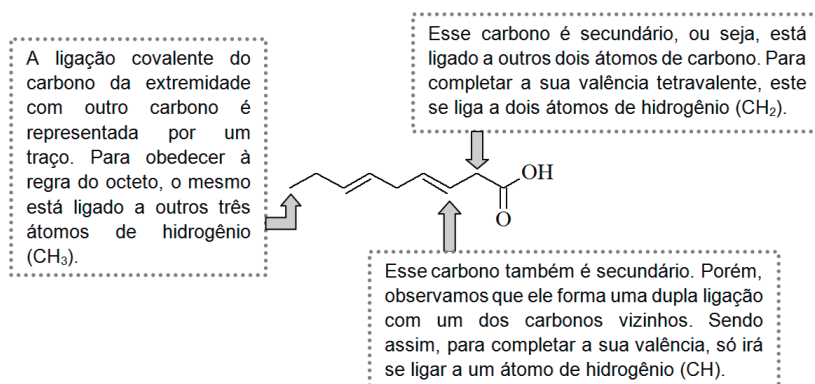 Esse carbono é secundário, ou seja, está
ligado a outros dois átomos de carbono. Para
completar a sua valência tetravalente, este
se liga a dois átomos de hidrogênio (CH₂).
A ligação covalente do
carbono da extremidade
com outro carbono é
representada por um
traço. Para obedecer à
regra do octeto, o mesmo
está ligado a outros três
átomos de hidrogênio
(CH₃).
OH
O
Esse carbono também é secundário. Porém,
observamos que ele forma uma dupla ligação
com um dos carbonos vizinhos. Sendo
assim, para completar a sua valência, só irá
se ligar a um átomo de hidrogênio (CH).